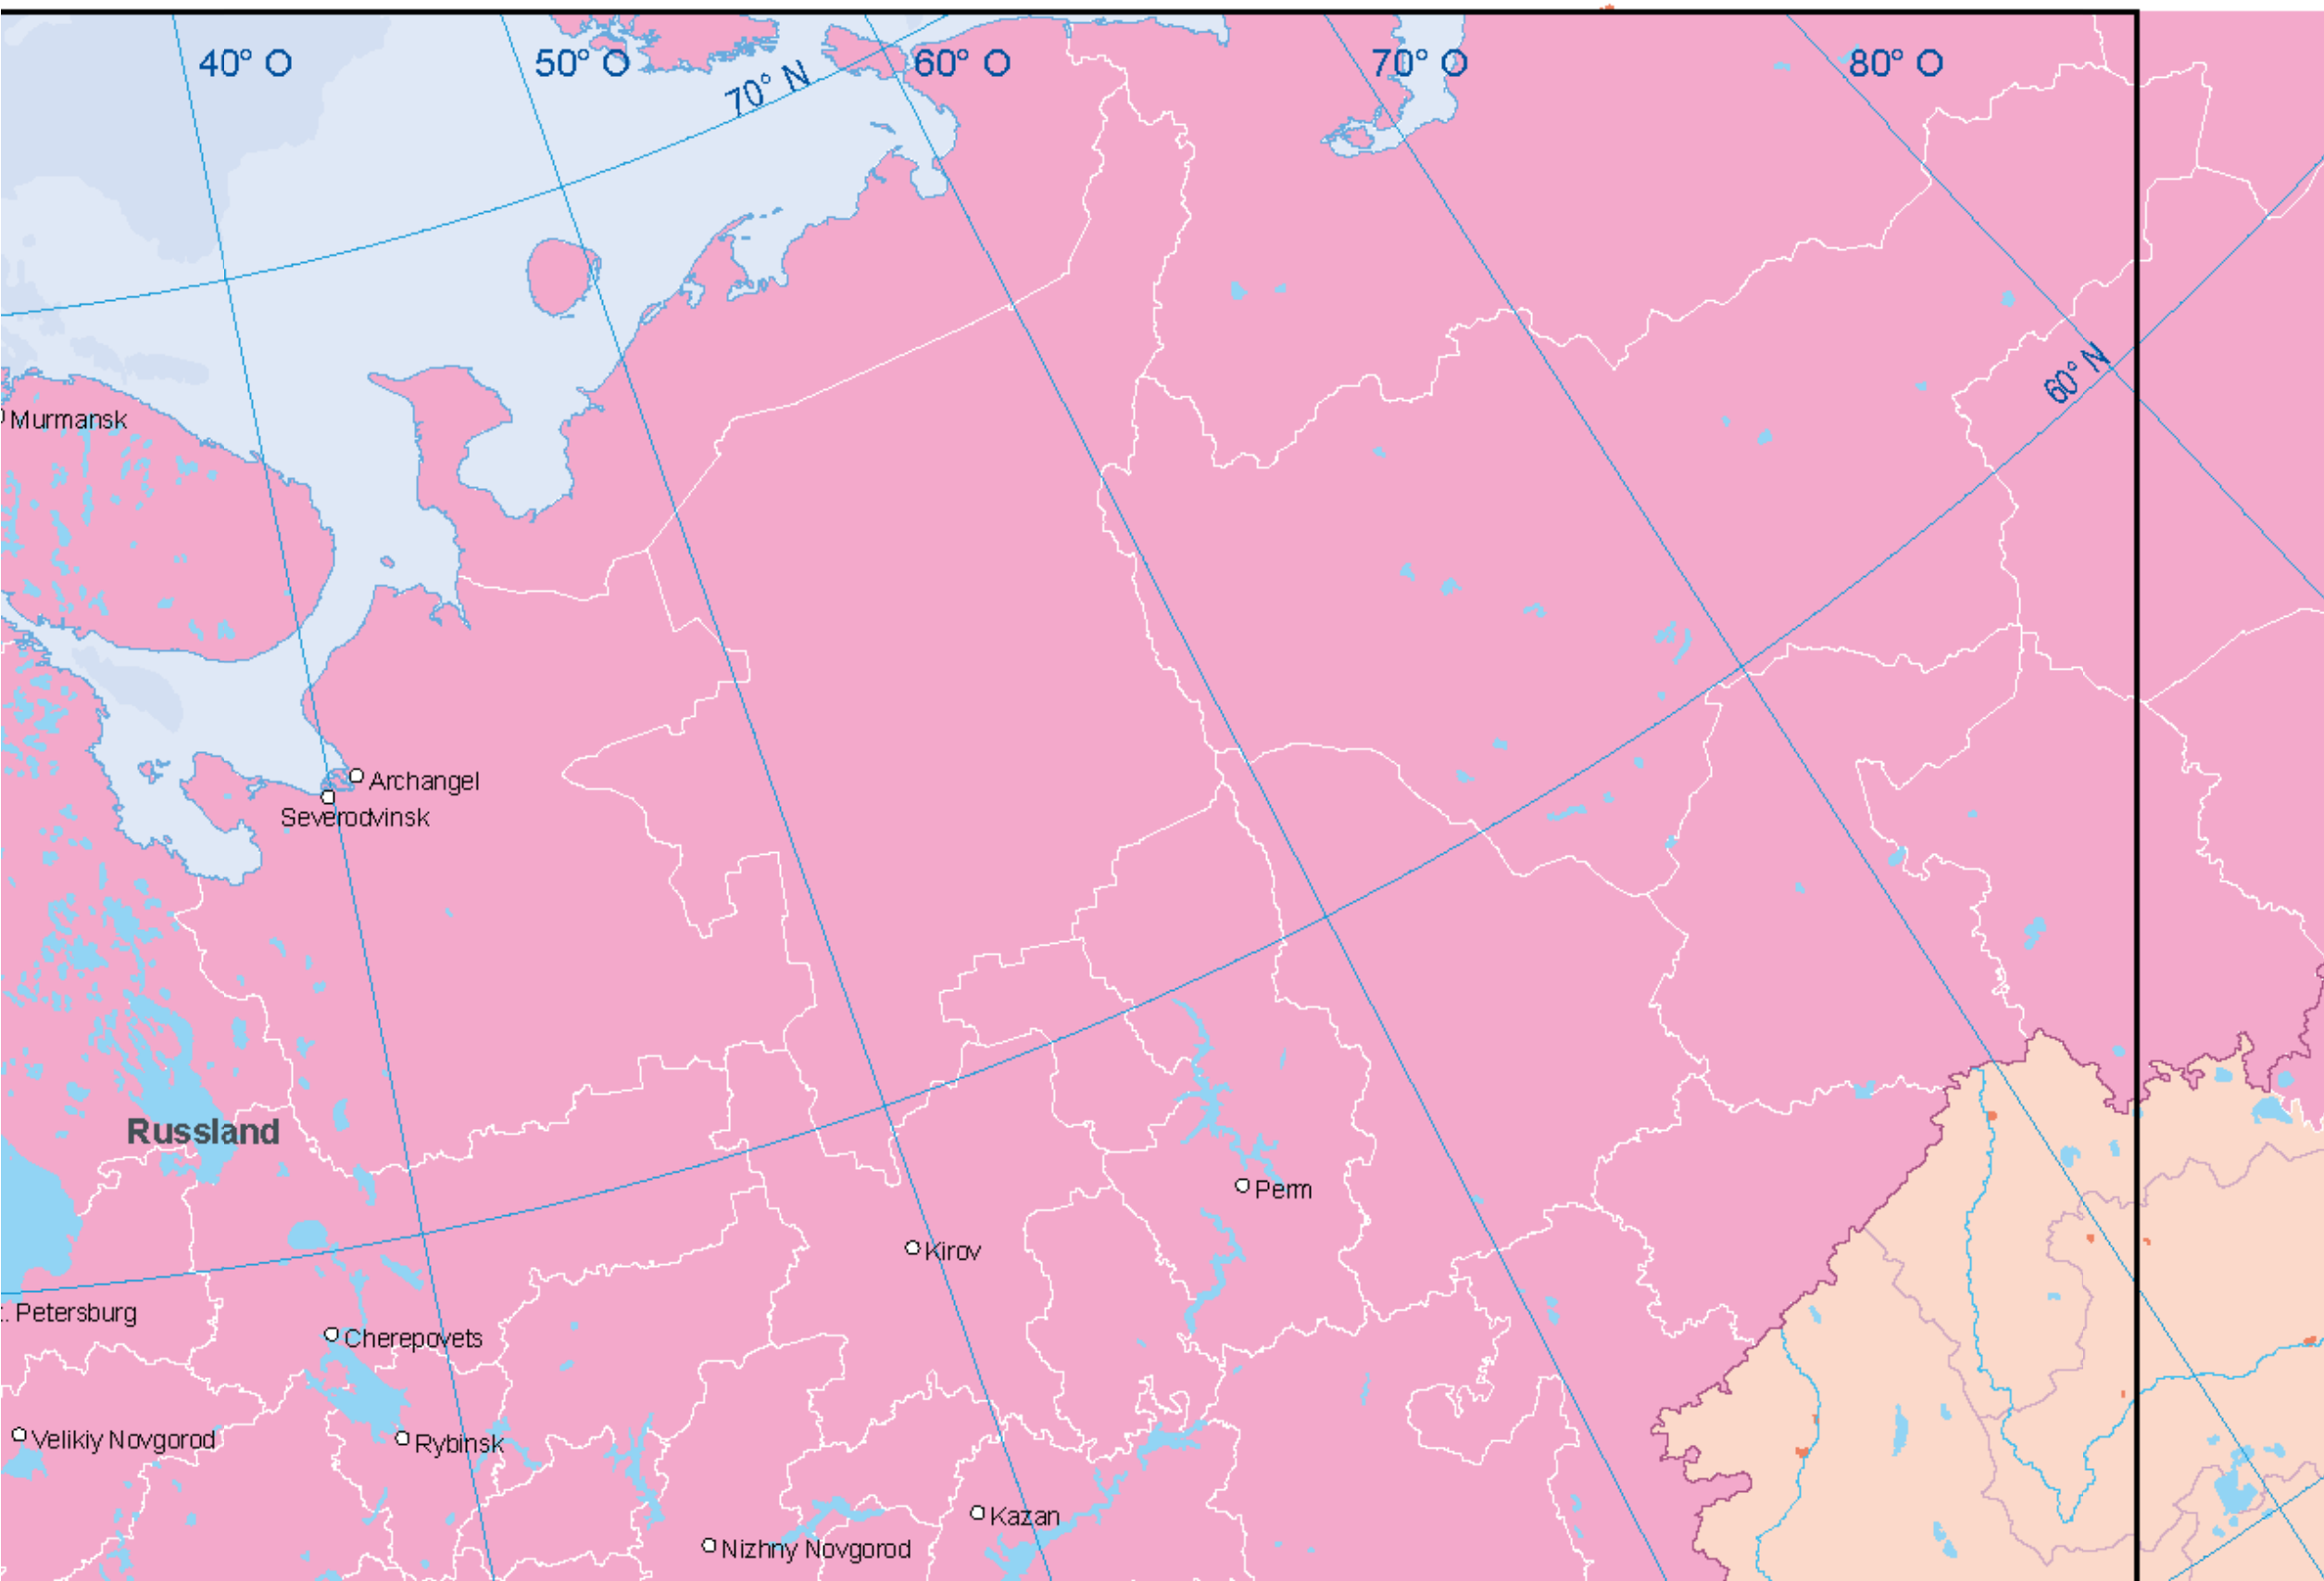 40° O
50° O
70° N
60° O
70° O
80° O
60° N
Murmansk
Archangel
Severodvinsk
Russland
Perm
Kirov
. Petersburg
Cherepovets
Velikiy Novgorod
Rybinsk
Kazan
Nizhny Novgorod